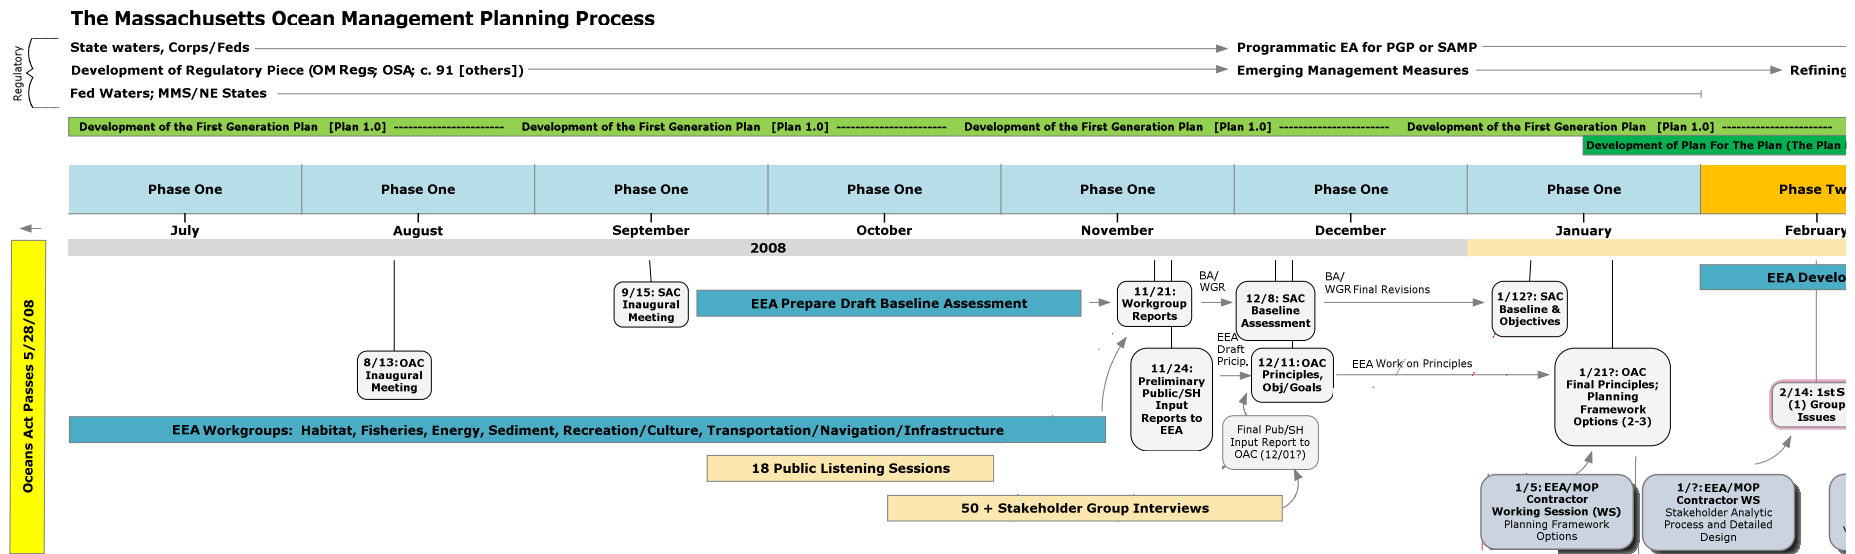 The Massachusetts Ocean Management Planning Process
Regulatory
State waters, Corps/Feds
Programmatic EA for PGP or SAMP
Development of Regulatory Piece (OM Regs; OSA; c. 91 [others])
Emerging Management Measures
Refining
Fed Waters; MMS/NE States
Development of the First Generation Plan [Plan 1.0] ----------------------- Development of the First Generation Plan [Plan 1.0] ----------------------- Development of the First Generation Plan [Plan 1.0] ----------------------- Development of the First Generation Plan [Plan 1.0] -----------------------
Development of Plan For The Plan (The Plan
Phase One
Phase One
Phase One
Phase One
Phase One
Phase One
Phase One
Phase Tw
July
August
September
October
November
December
January
February
2008
Oceans Act Passes 5/28/08
8/13: OAC
Inaugural
Meeting
9/15: SAC
Inaugural
Meeting
EEA Prepare Draft Baseline Assessment
11/21:
Workgroup
Reports
BA/
WGR
12/8: SAC
Baseline
Assessment
BA/
WGR Final Revisions
1/12?: SAC
Baseline &
Objectives
EEA Develo
11/24:
Preliminary
Public/SH
Input
Reports to
EEA
EEA
Draft
Pricip.
12/11: OAC
Principles,
Obj/Goals
EEA Work on Principles
1/21?: OAC
Final Principles;
Planning
Framework
Options (2-3)
2/14: 1st S
(1) Group
Issues
EEA Workgroups: Habitat, Fisheries, Energy, Sediment, Recreation/Culture, Transportation/Navigation/Infrastructure
Final Pub/SH
Input Report to
OAC (12/01?)
18 Public Listening Sessions
50 + Stakeholder Group Interviews
1/5: EEA/MOP
Contractor
Working Session (WS)
Planning Framework
Options
1/?: EEA/MOP
Contractor WS
Stakeholder Analytic
Process and Detailed
Design